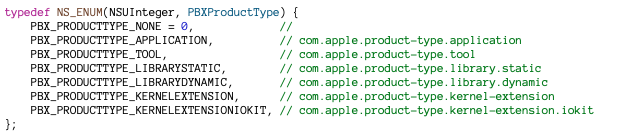 typedef NS_ENUM(NSUInteger, PBXProductType) {
    PBX_PRODUCTTYPE_NONE = 0,             //
    PBX_PRODUCTTYPE_APPLICATION,          // com.apple.product-type.application
    PBX_PRODUCTTYPE_TOOL,                 // com.apple.product-type.tool
    PBX_PRODUCTTYPE_LIBRARYSTATIC,        // com.apple.product-type.library.static
    PBX_PRODUCTTYPE_LIBRARYDYNAMIC,       // com.apple.product-type.library.dynamic
    PBX_PRODUCTTYPE_KERNELEXTENSION,      // com.apple.product-type.kernel-extension
    PBX_PRODUCTTYPE_KERNELEXTENSIONIOKIT, // com.apple.product-type.kernel-extension.iokit
};